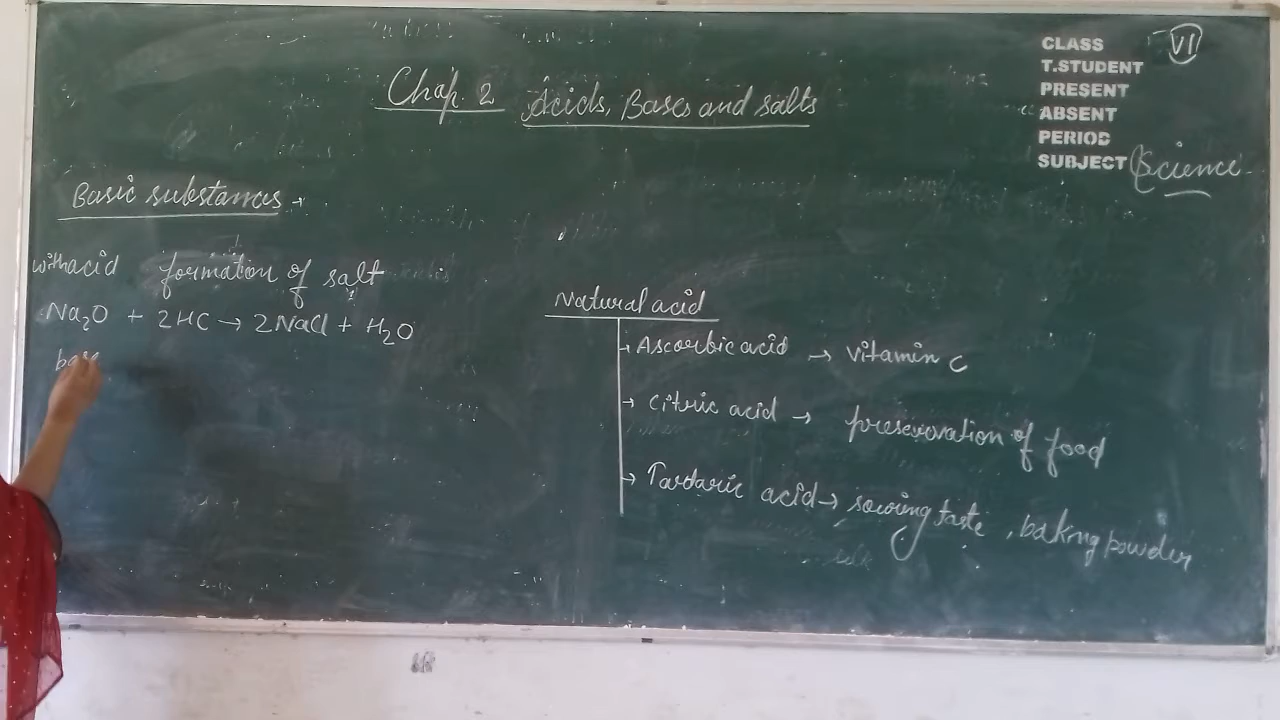 CLASS VI
T.STUDENT
PRESENT
ABSENT
PERIOD
SUBJECT Science
Chap. 2 Acids, Bases and salts
Basic substances →
with acid formation of salt
Na₂O + 2HC → 2NaCl + H₂O
base
Natural acid
→ Ascorbic acid → vitamin C
→ citric acid → preservation of food
→ Tartaric acid → souring taste, baking powder